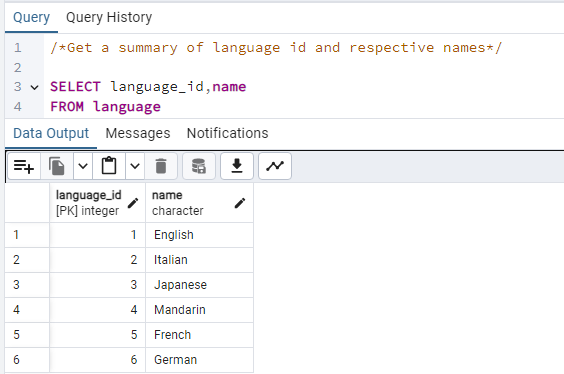 Query Query History
1 /*Get a summary of language id and respective names*/
2
3 SELECT language_id,name
4 FROM language
Data Output Messages Notifications
language_id name
[PK] integer character
1 1 English
2 2 Italian
3 3 Japanese
4 4 Mandarin
5 5 French
6 6 German